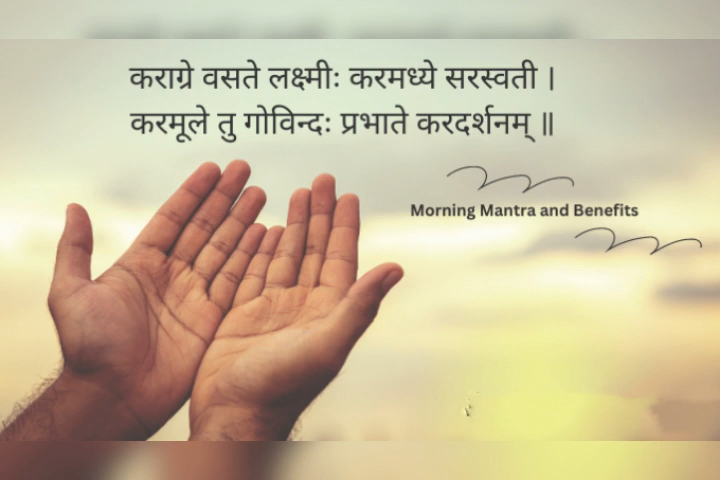 कराग्रे वसते लक्ष्मीः करमध्ये सरस्वती ।
करमूले तु गोविन्दः प्रभाते करदर्शनम् ॥
Morning Mantra and Benefits